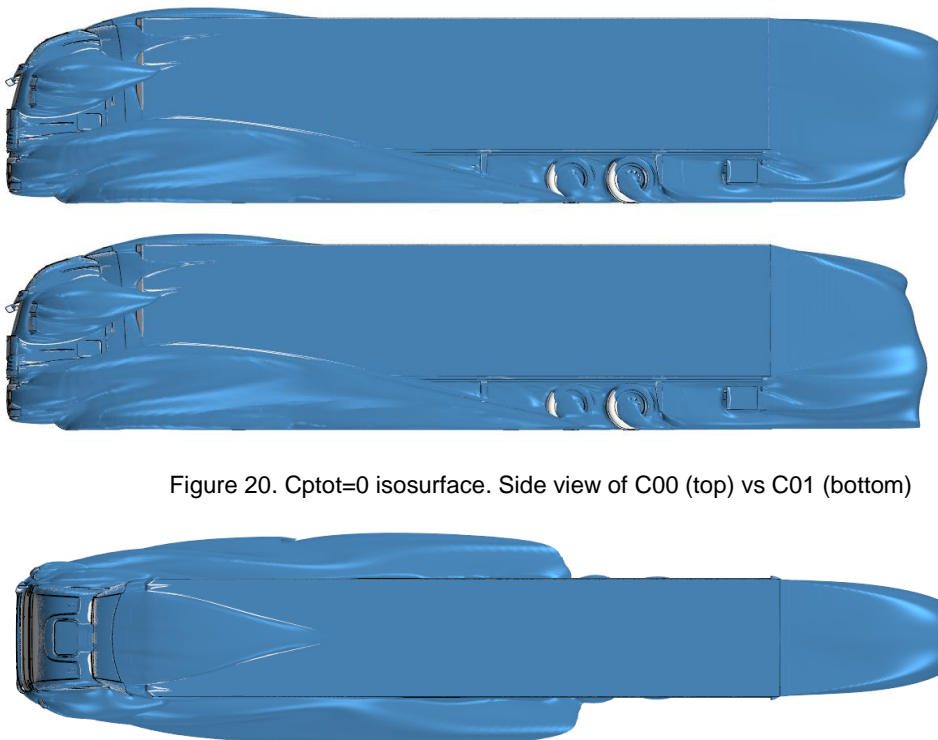 Figure 20. Cptot=0 isosurface. Side view of C00 (top) vs C01 (bottom)